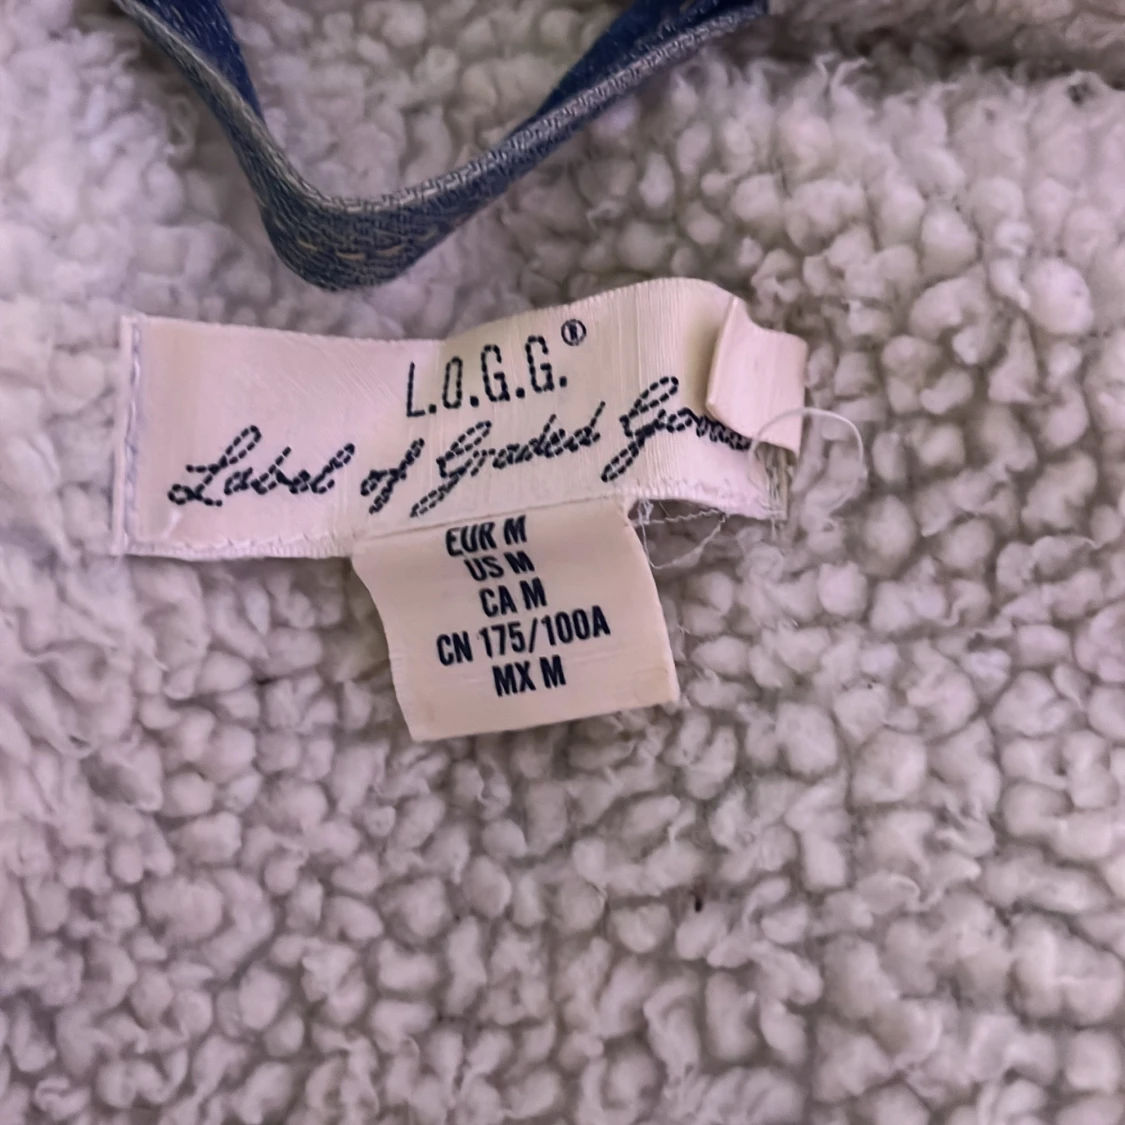 L.O.G.G.®
Label of Graded
EUR M
US M
CA M
CN 175/100A
MX M